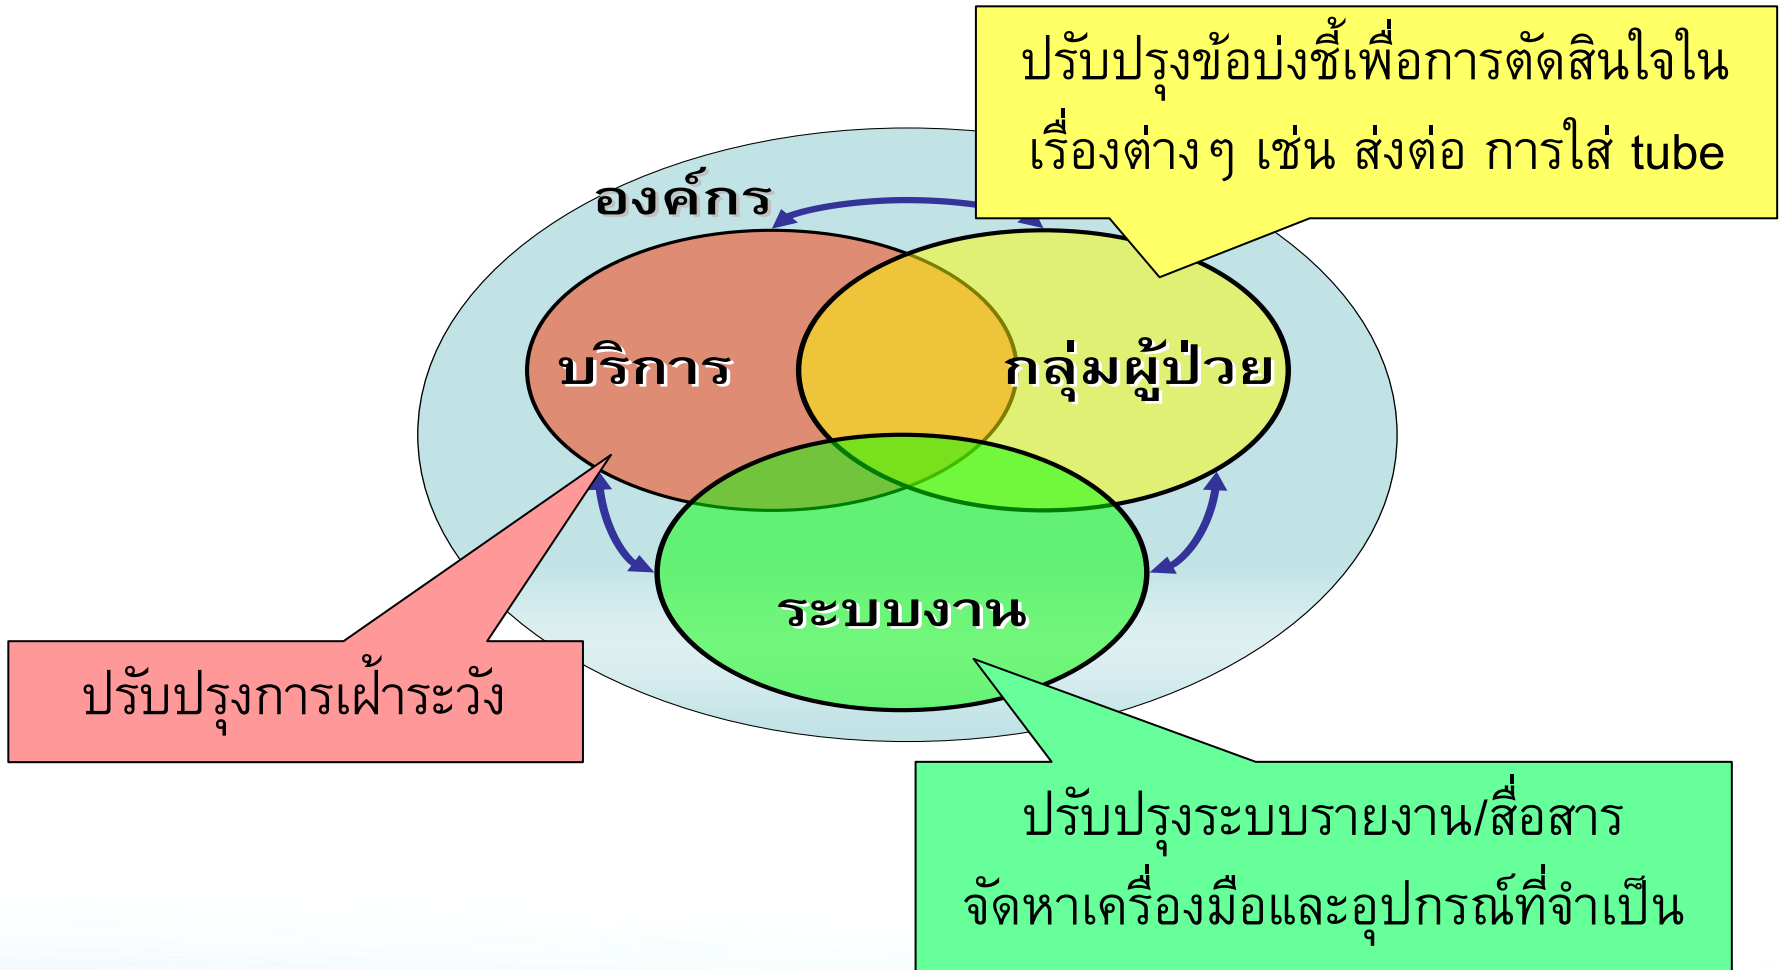 ปรับปรุงข้อบ่งชี้เพื่อการตัดสินใจใน
เรื่องต่างๆ เช่น ส่งต่อ การใส่ tube
องค์กร
บริการ
กลุ่มผู้ป่วย
ระบบงาน
ปรับปรุงการเฝ้าระวัง
ปรับปรุงระบบรายงาน/สื่อสาร
จัดหาเครื่องมือและอุปกรณ์ที่จำเป็น